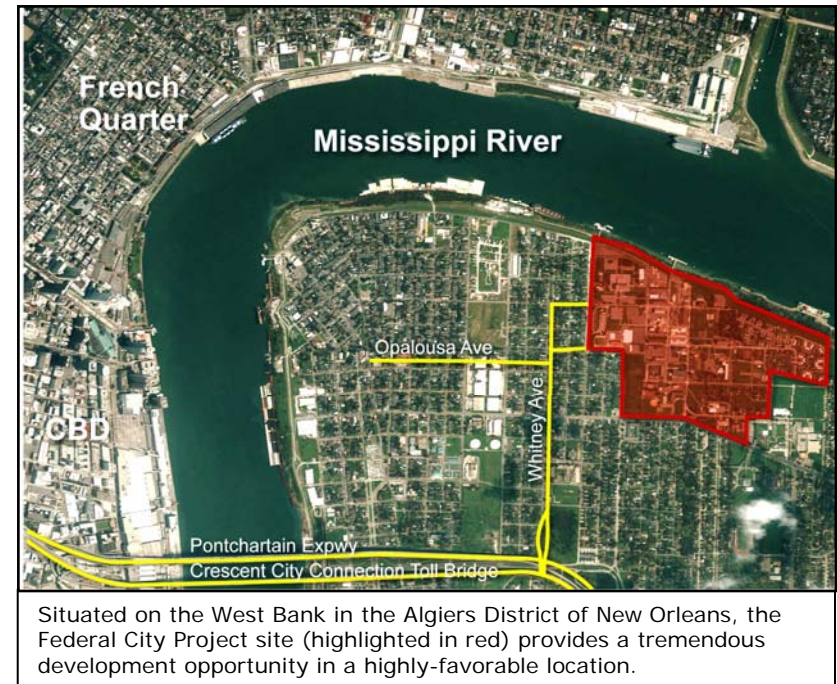 French
Quarter
Mississippi River
Opalousa Ave.
Whitney Ave.
CBD
Pontchartain Expwy
Crescent City Connection Toll Bridge
Situated on the West Bank in the Algiers District of New Orleans, the
Federal City Project site (highlighted in red) provides a tremendous
development opportunity in a highly-favorable location.